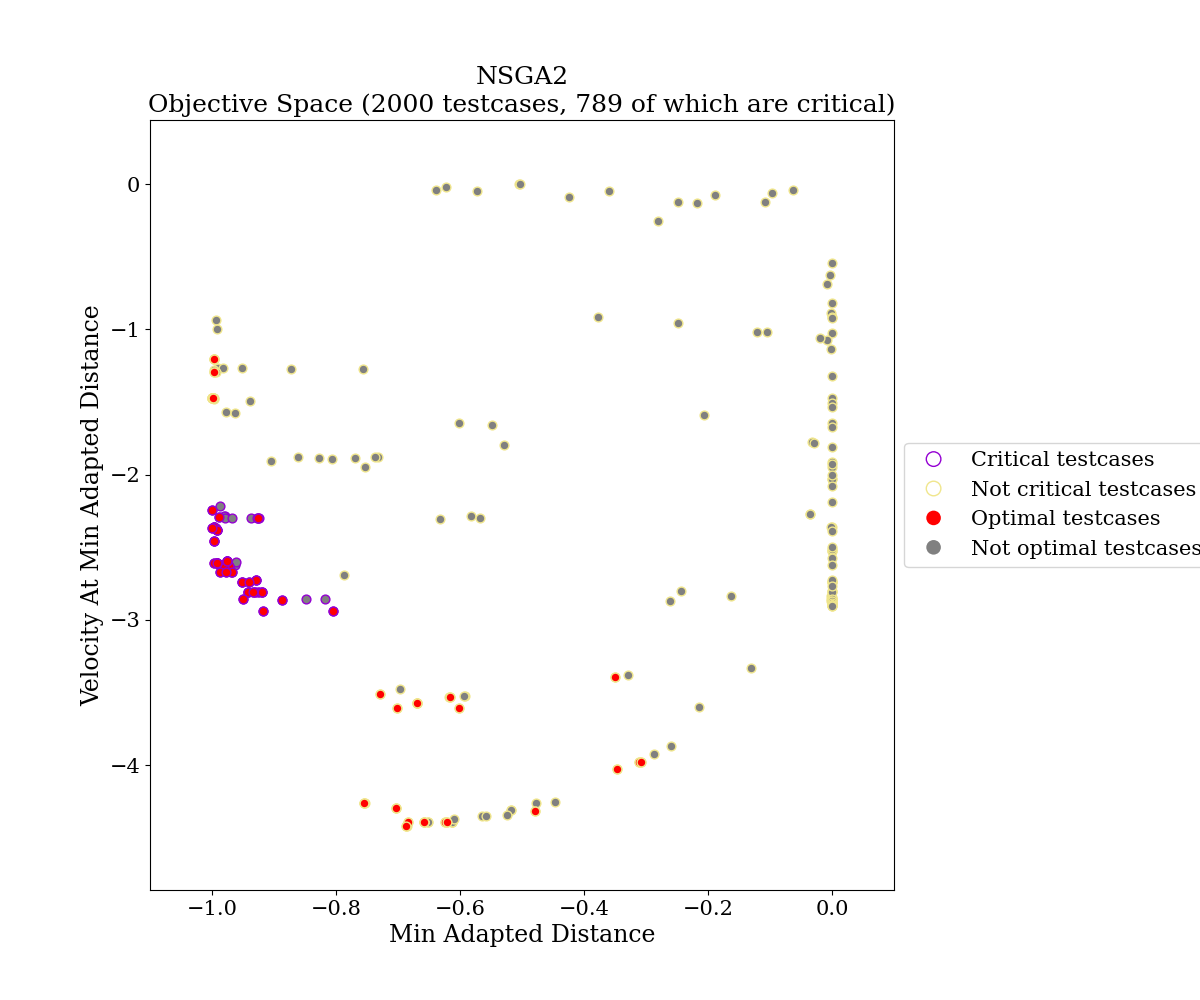 NSGA2
Objective Space (2000 testcases, 789 of which are critical)
Velocity At Min Adapted Distance
0
−1
−2
−3
−4
−1.0
−0.8
−0.6
−0.4
−0.2
0.0
Min Adapted Distance
Critical testcases
Not critical testcases
Optimal testcases
Not optimal testcases